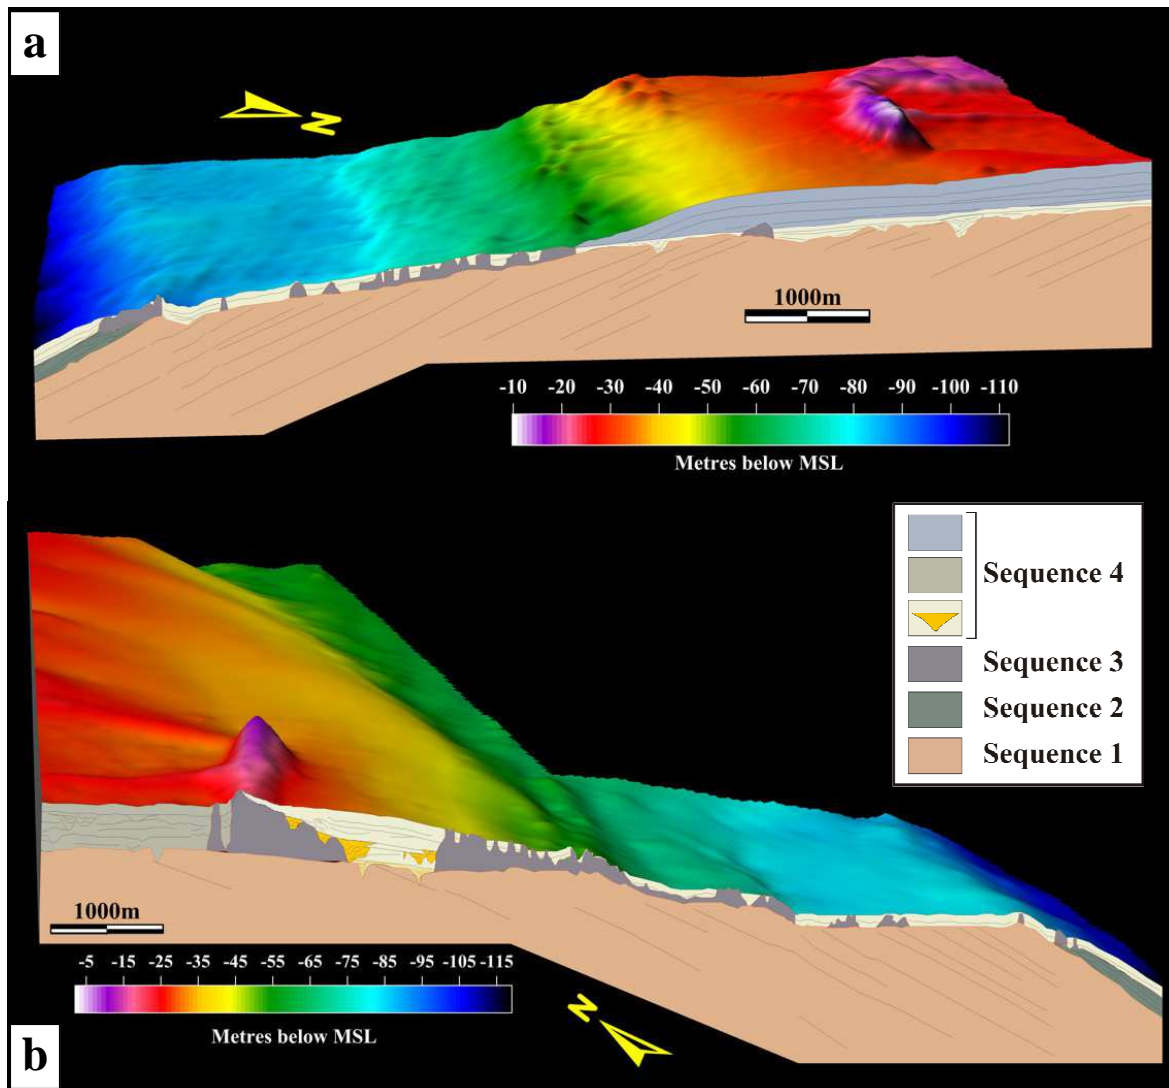 a
N
1000m
-10 -20 -30 -40 -50 -60 -70 -80 -90 -100 -110
Metres below MSL
Sequence 4
Sequence 3
Sequence 2
Sequence 1
1000m
-5 -15 -25 -35 -45 -55 -65 -75 -85 -95 -105 -115
Metres below MSL
N
b